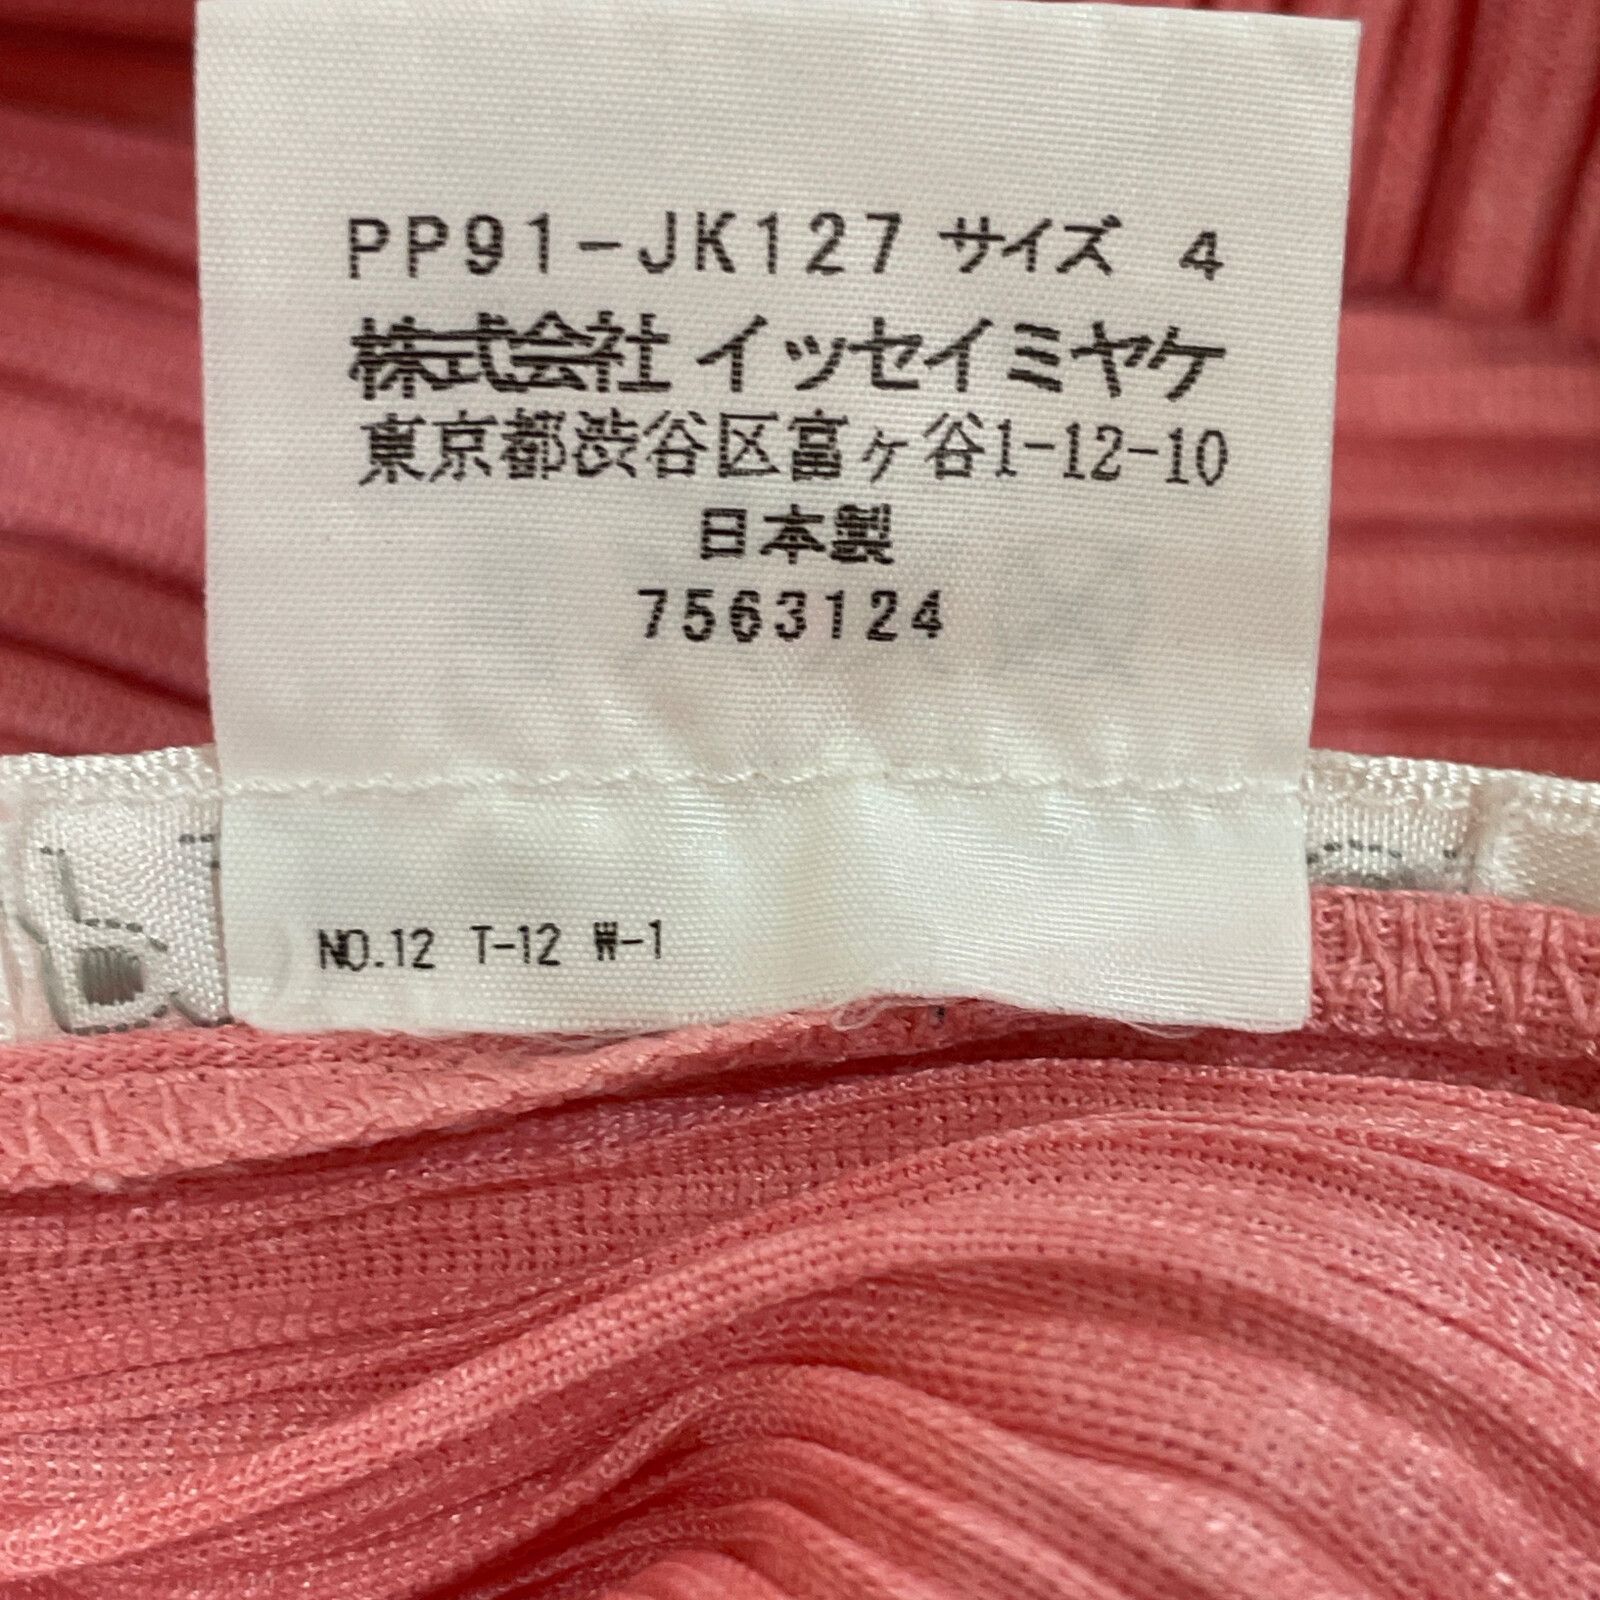 PP91-JK127 サイズ 4
株式会社 イッセイミヤケ
東京都渋谷区富ヶ谷1-12-10
日本製
7563124
NO.12 T-12 W-1